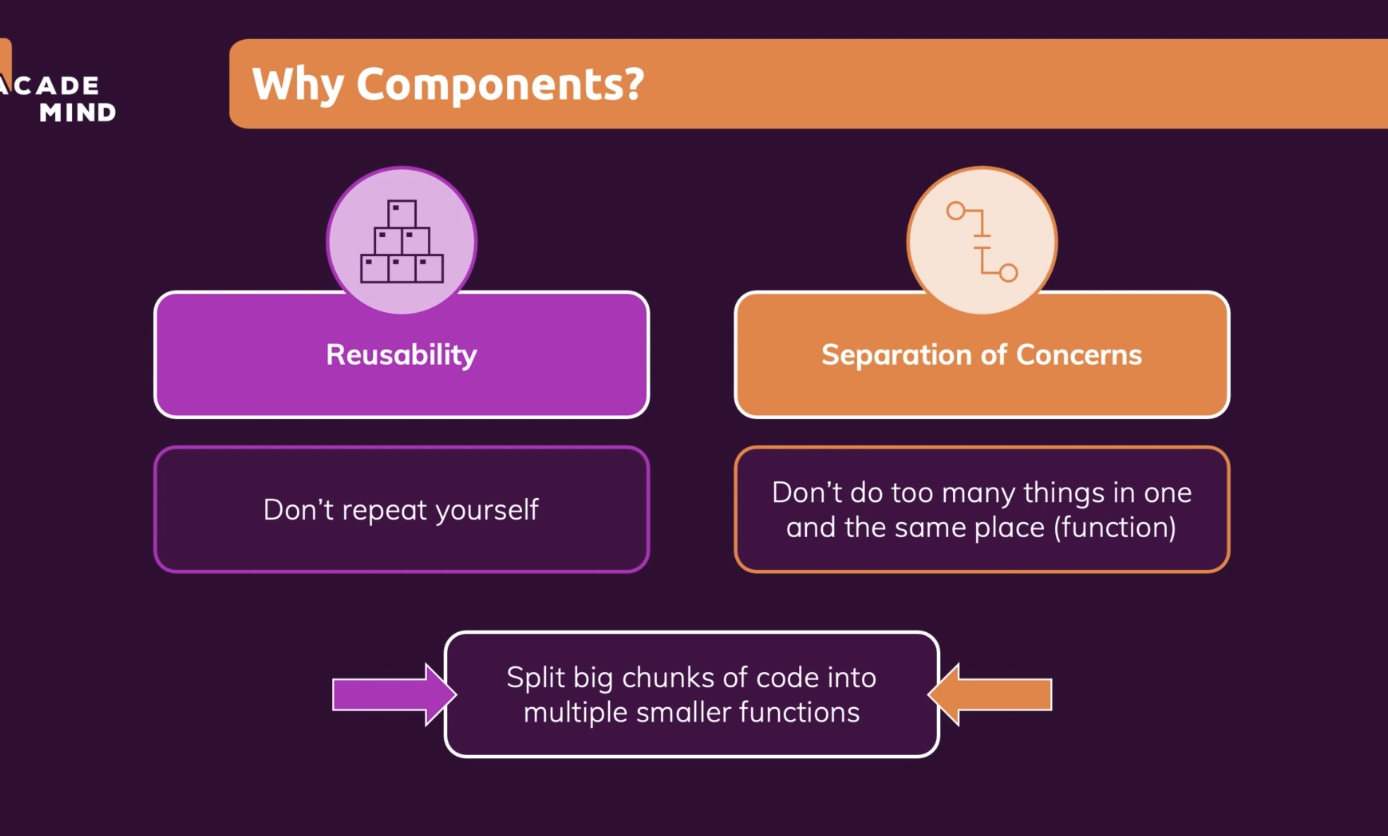 ACADE
MIND
Why Components?
Reusability
Separation of Concerns
Don’t repeat yourself
Don’t do too many things in one
and the same place (function)
Split big chunks of code into
multiple smaller functions